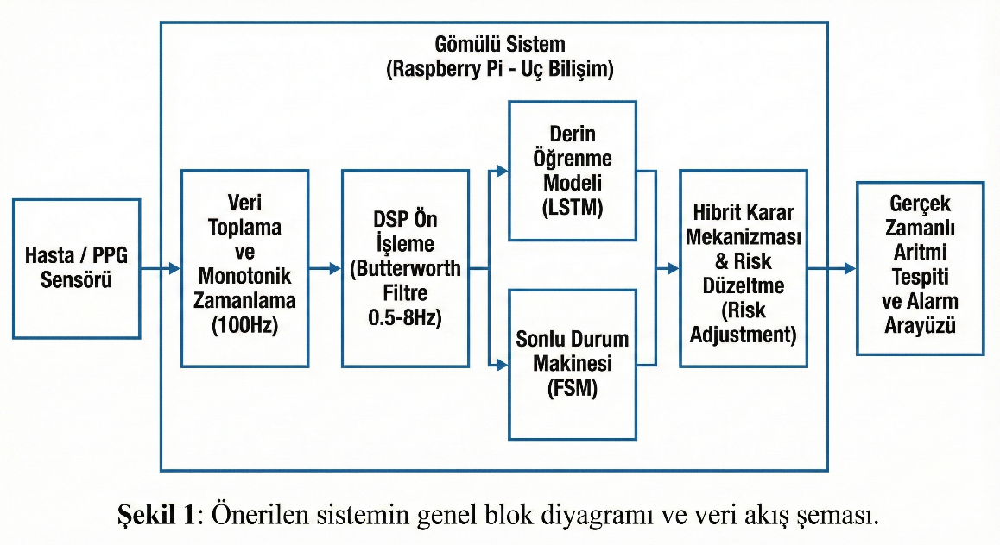 Gömülü Sistem
(Raspberry Pi - Uç Bilişim)
Hasta / PPG
Sensörü
Veri
Toplama
ve
Monotonik
Zamanlama
(100Hz)
DSP Ön
İşleme
(Butterworth
Filtre
0.5-8Hz)
Derin
Öğrenme
Modeli
(LSTM)
Sonlu Durum
Makinesi
(FSM)
Hibrit Karar
Mekanizması
& Risk
Düzeltme
(Risk
Adjustment)
Gerçek
Zamanlı
Aritmi
Tespiti
ve Alarm
Arayüzü
Şekil 1: Önerilen sistemin genel blok diyagramı ve veri akış şeması.